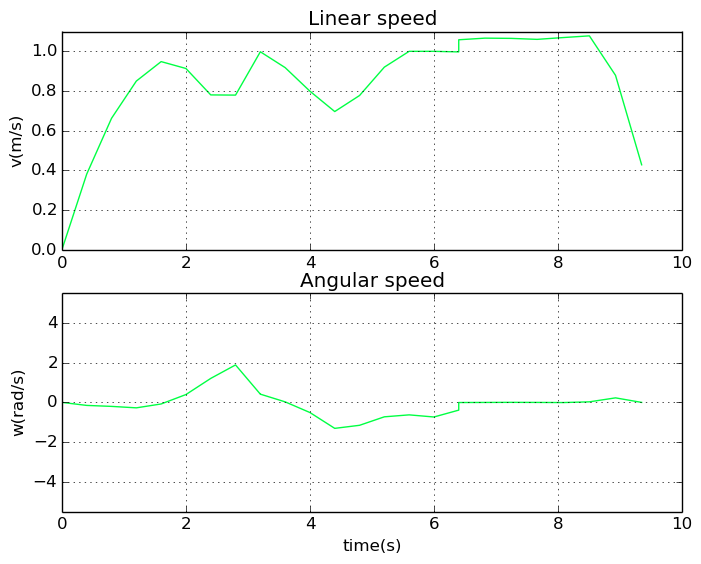 Linear speed
v(m/s)
1.0
0.8
0.6
0.4
0.2
0.0
0 2 4 6 8 10
Angular speed
w(rad/s)
4
2
0
−2
−4
0 2 4 6 8 10
time(s)